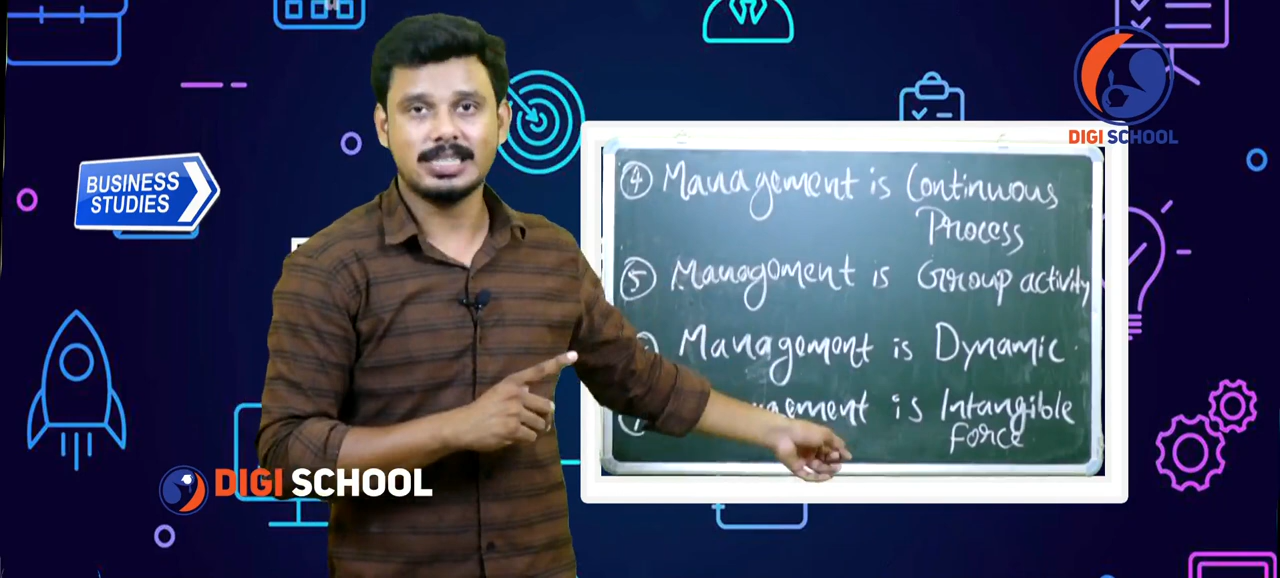 DIGI SCHOOL
BUSINESS
STUDIES
④ Management is Continuous
Process
⑤ Management is Group activity
Management is Dynamic
is Intangible
Force
DIGI SCHOOL